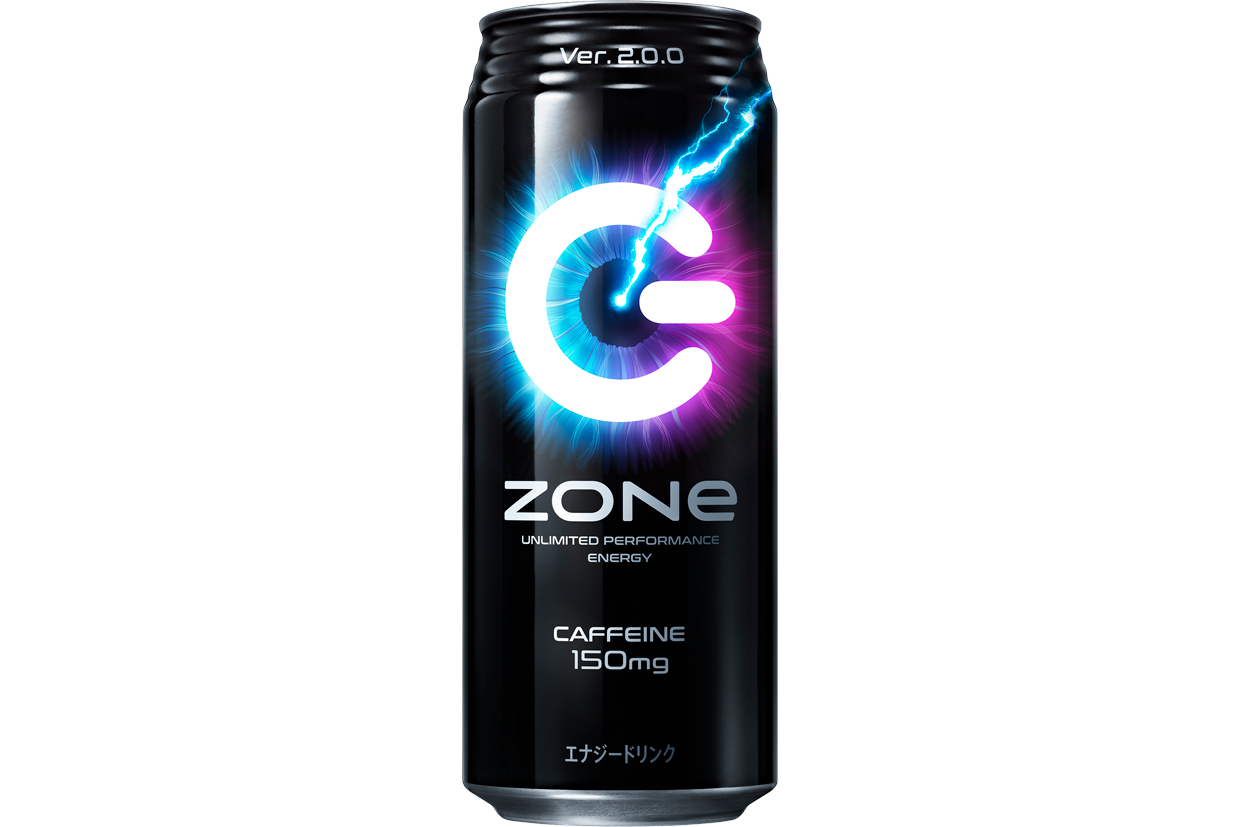 Ver. 2.0.0
ZONe
UNLIMITED PERFORMANCE
ENERGY
CAFFEINE
150mg
エナジードリンク